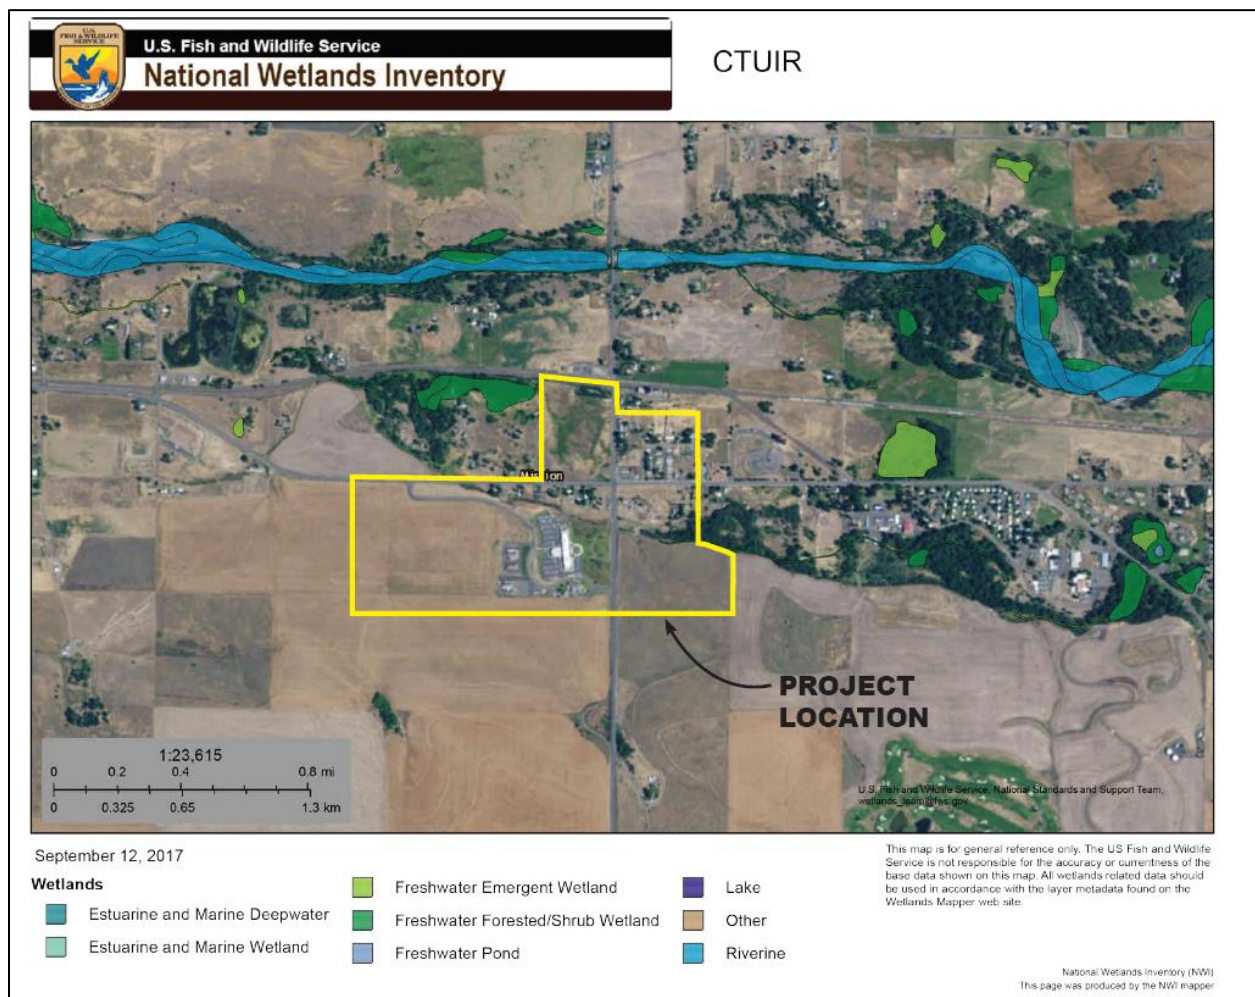 U.S.
FISH & WILDLIFE
SERVICE
U.S. Fish and Wildlife Service
National Wetlands Inventory
CTUIR
Mission
PROJECT
LOCATION
1:23,615
0 0.2 0.4 0.8 mi
0 0.325 0.65 1.3 km
U.S. Fish and Wildlife Service, National Standards and Support Team,
wetlands_team@fws.gov
September 12, 2017
Wetlands
Estuarine and Marine Deepwater
Estuarine and Marine Wetland
Freshwater Emergent Wetland
Freshwater Forested/Shrub Wetland
Freshwater Pond
Lake
Other
Riverine
This map is for general reference only. The US Fish and Wildlife
Service is not responsible for the accuracy or currentness of the
base data shown on this map. All wetlands related data should
be used in accordance with the layer metadata found on the
Wetlands Mapper web site.
National Wetlands Inventory (NWI)
This page was produced by the NWI mapper